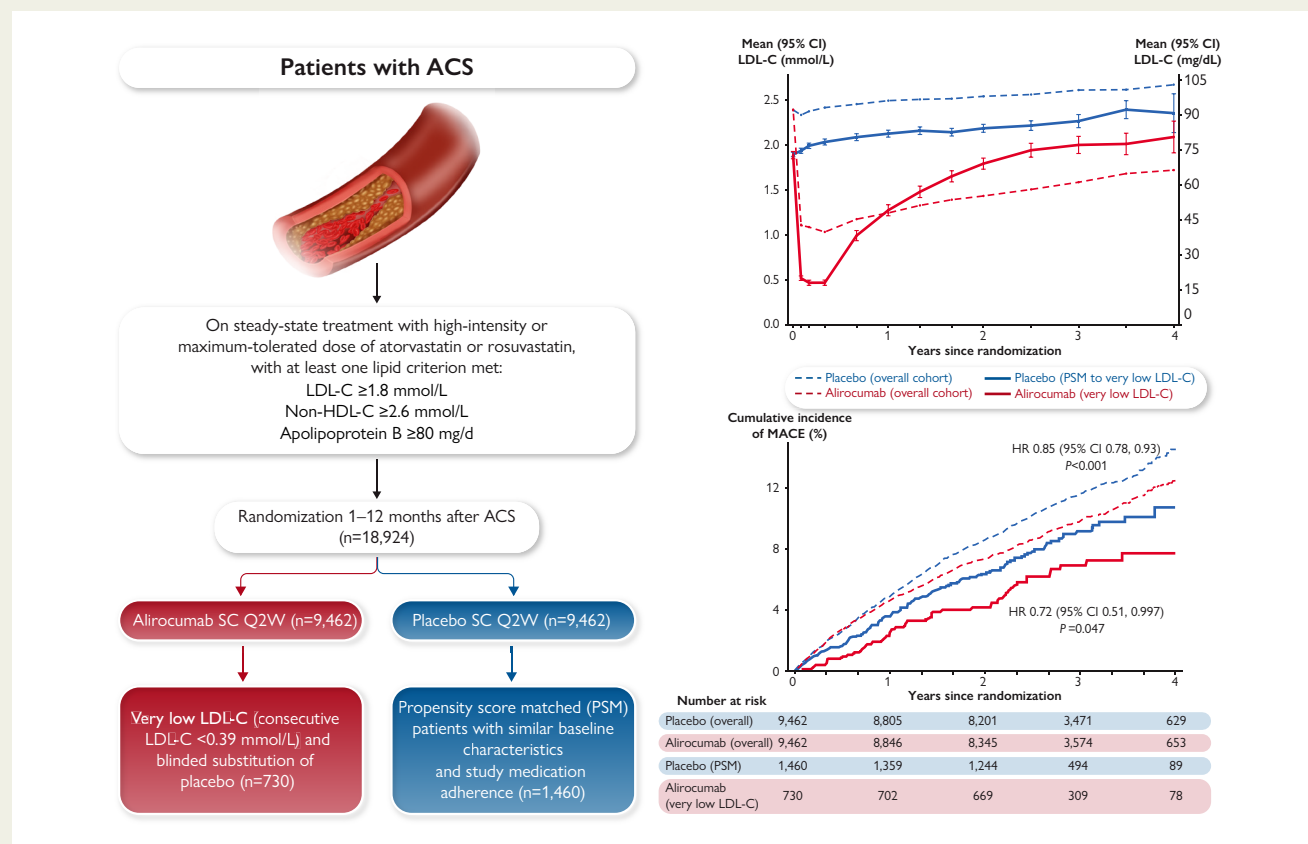 Patients with ACS
On steady-state treatment with high-intensity or
maximum-tolerated dose of atorvastatin or rosuvastatin,
with at least one lipid criterion met:
LDL-C ≥1.8 mmol/L
Non-HDL-C ≥2.6 mmol/L
Apolipoprotein B ≥80 mg/d
Randomization 1–12 months after ACS
(n=18,924)
Alirocumab SC Q2W (n=9,462)
Placebo SC Q2W (n=9,462)
Very low LDL-C (consecutive
LDL-C <0.39 mmol/L) and
blinded substitution of
placebo (n=730)
Propensity score matched (PSM)
patients with similar baseline
characteristics
and study medication
adherence (n=1,460)
Mean (95% CI)
LDL-C (mmol/L)
Mean (95% CI)
LDL-C (mg/dL)
2.5
2.0
1.5
1.0
0.5
0.0
105
90
75
60
45
30
15
0
0 1 2 3 4
Years since randomization
Placebo (overall cohort) Placebo (PSM to very low LDL-C)
Alirocumab (overall cohort) Alirocumab (very low LDL-C)
Cumulative incidence
of MACE (%)
HR 0.85 (95% CI 0.78, 0.93)
P<0.001
12
8
4
0
HR 0.72 (95% CI 0.51, 0.997)
P =0.047
0 1 2 3 4
Years since randomization
Number at risk
Placebo (overall) 9,462 8,805 8,201 3,471 629
Alirocumab (overall) 9,462 8,846 8,345 3,574 653
Placebo (PSM) 1,460 1,359 1,244 494 89
Alirocumab
(very low LDL-C) 730 702 669 309 78